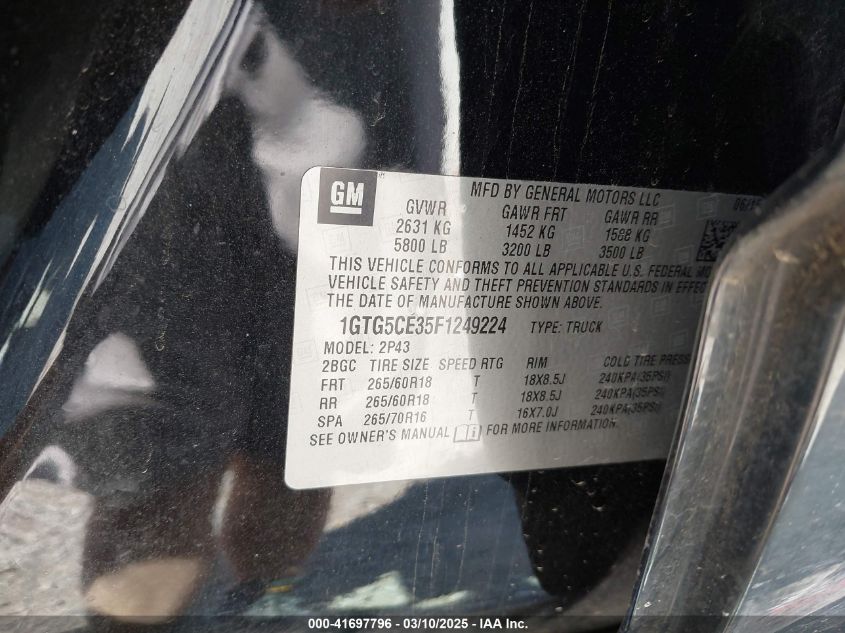 GM
MFD BY GENERAL MOTORS LLC
06/15
GVWR GAWR FRT GAWR RR
2631 KG 1452 KG 1588 KG
5800 LB 3200 LB 3500 LB
THIS VEHICLE CONFORMS TO ALL APPLICABLE U.S. FEDERAL
VEHICLE SAFETY AND THEFT PREVENTION STANDARDS IN EFFECT
THE DATE OF MANUFACTURE SHOWN ABOVE.
1GTG5CE35F1249224 TYPE: TRUCK
MODEL: 2P43
2BGC TIRE SIZE SPEED RTG RIM COLD TIRE PRESS
FRT 265/60R18 T 18X8.5J 240KPA(35PSI)
RR 265/60R18 T 18X8.5J 240KPA(35PSI)
SPA 265/70R16 T 16X7.0J 240KPA(35PSI)
SEE OWNER'S MANUAL FOR MORE INFORMATION.
000-41697796 - 03/10/2025 - IAA Inc.